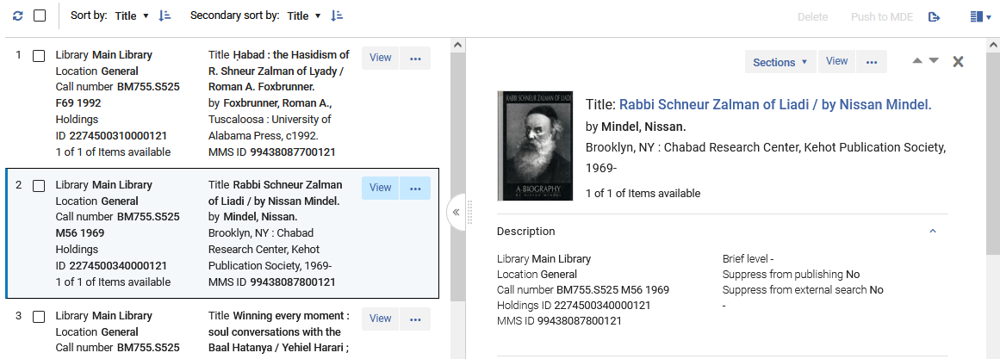 Sort by: Title
Secondary sort by: Title
Delete
Push to MDE
1
Library Main Library
Location General
Call number BM755.S525
F69 1992
Holdings
ID 2274500310000121
1 of 1 of Items available
Title Ḥabad : the Hasidism of
R. Shneur Zalman of Lyady /
Roman A. Foxbrunner.
by Foxbrunner, Roman A.,
Tuscaloosa : University of
Alabama Press, c1992.
MMS ID 99438087700121
View
...
2
Library Main Library
Location General
Call number BM755.S525
M56 1969
Holdings
ID 2274500340000121
1 of 1 of Items available
Title Rabbi Schneur Zalman
of Liadi / by Nissan Mindel.
by Mindel, Nissan.
Brooklyn, NY : Chabad
Research Center, Kehot
Publication Society, 1969-
MMS ID 99438087800121
View
...
3
Library Main Library
Location General
Call number BM755.S525
Title Winning every moment :
soul conversations with the
Baal Hatanya / Yehiel Harari ;
View
...
Sections
View
...
RABBI SCHNEUR ZALMAN OF LIADI
A BIOGRAPHY
BY NISSAN MINDEL
Title: Rabbi Schneur Zalman of Liadi / by Nissan Mindel.
by Mindel, Nissan.
Brooklyn, NY : Chabad Research Center, Kehot Publication Society,
1969-
1 of 1 of Items available
Description
Library Main Library
Location General
Call number BM755.S525 M56 1969
Holdings ID 2274500340000121
MMS ID 99438087800121
Brief level -
Suppress from publishing No
Suppress from external search No
-